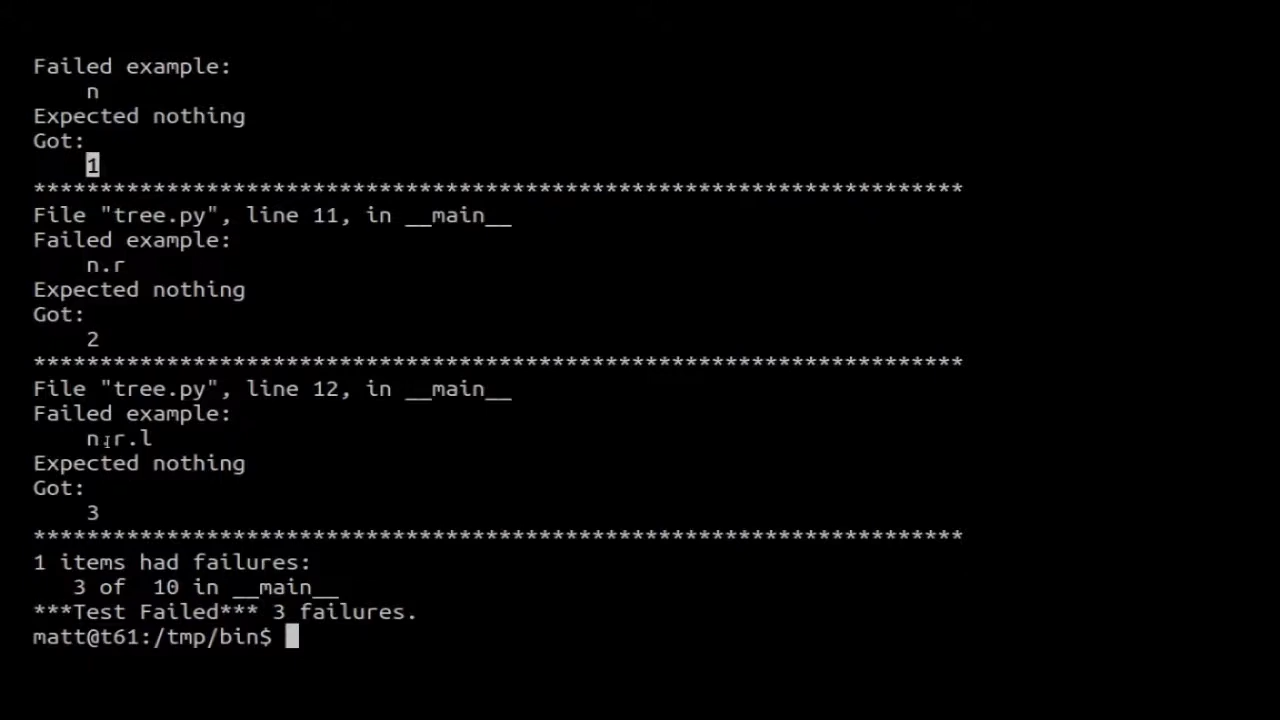 Failed example:
    n
Expected nothing
Got:
    1
**********************************************************************
File "tree.py", line 11, in __main__
Failed example:
    n.r
Expected nothing
Got:
    2
**********************************************************************
File "tree.py", line 12, in __main__
Failed example:
    n.r.l
Expected nothing
Got:
    3
**********************************************************************
1 items had failures:
   3 of  10 in __main__
***Test Failed*** 3 failures.
matt@t61:/tmp/bin$